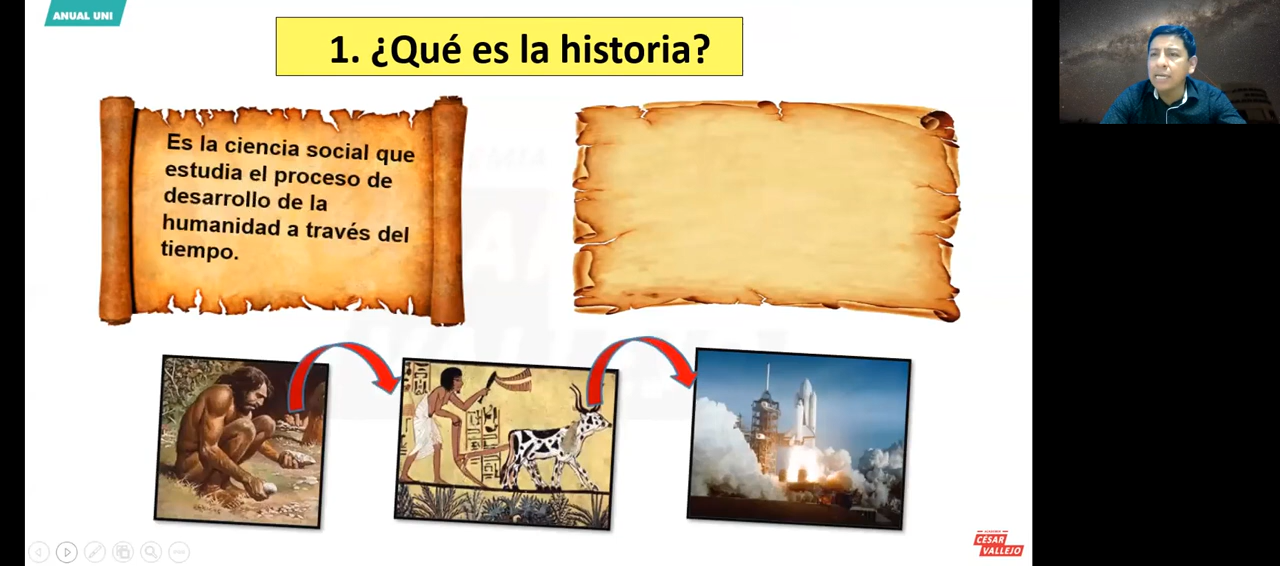 ANUAL UNI
1. ¿Qué es la historia?
Es la ciencia social que
estudia el proceso de
desarrollo de la
humanidad a través del
tiempo.
ACADEMIA
CÉSAR
VALLEJO